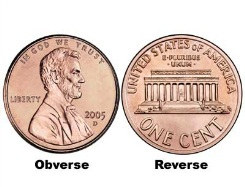 IN GOD WE TRUST
LIBERTY
2005
D
UNITED STATES OF AMERICA
E·PLURIBUS
UNUM
ONE CENT
Obverse
Reverse